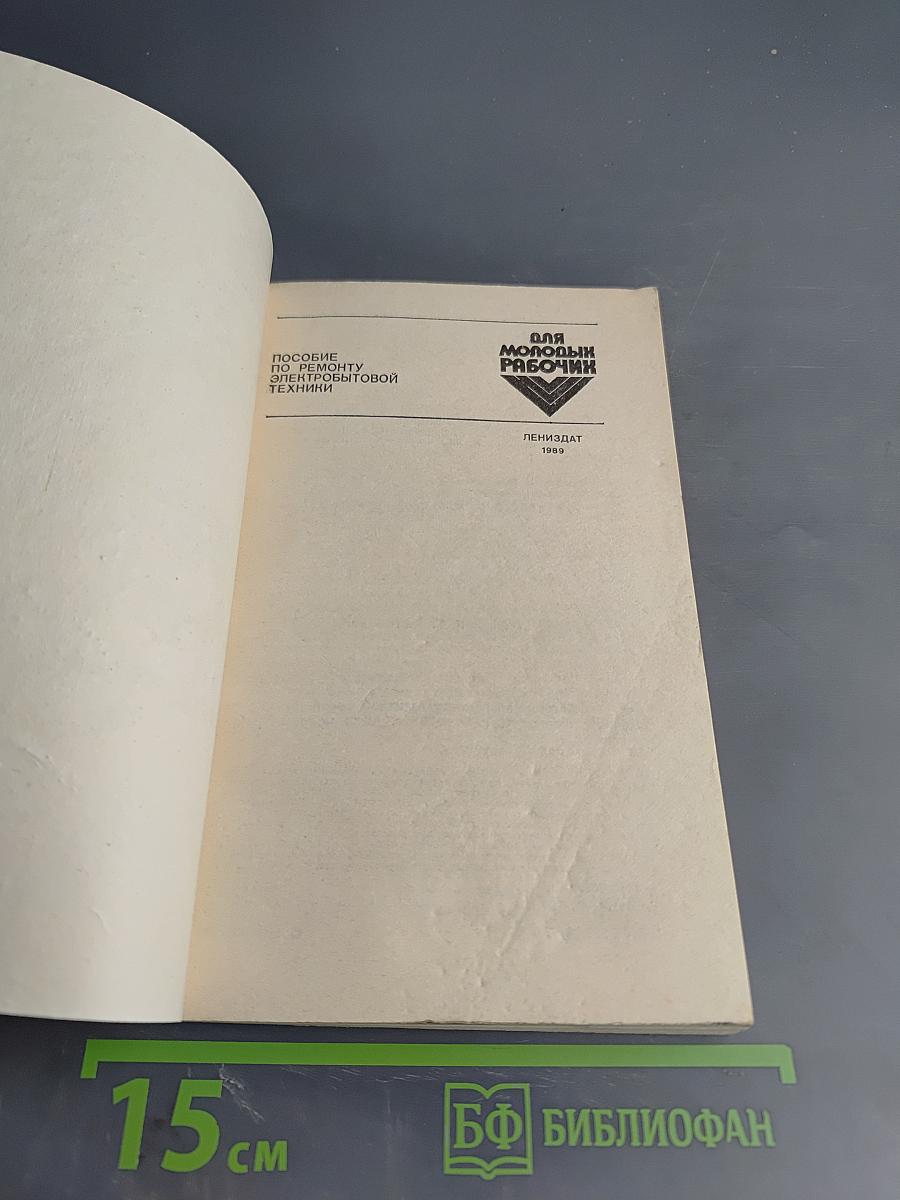 ПОСОБИЕ
ПО РЕМОНТУ
ЭЛЕКТРОБЫТОВОЙ
ТЕХНИКИ
ДЛЯ
МОЛОДЫХ
РАБОЧИХ
ЛЕНИЗДАТ
1989
15 см
БФ БИБЛИОФАН